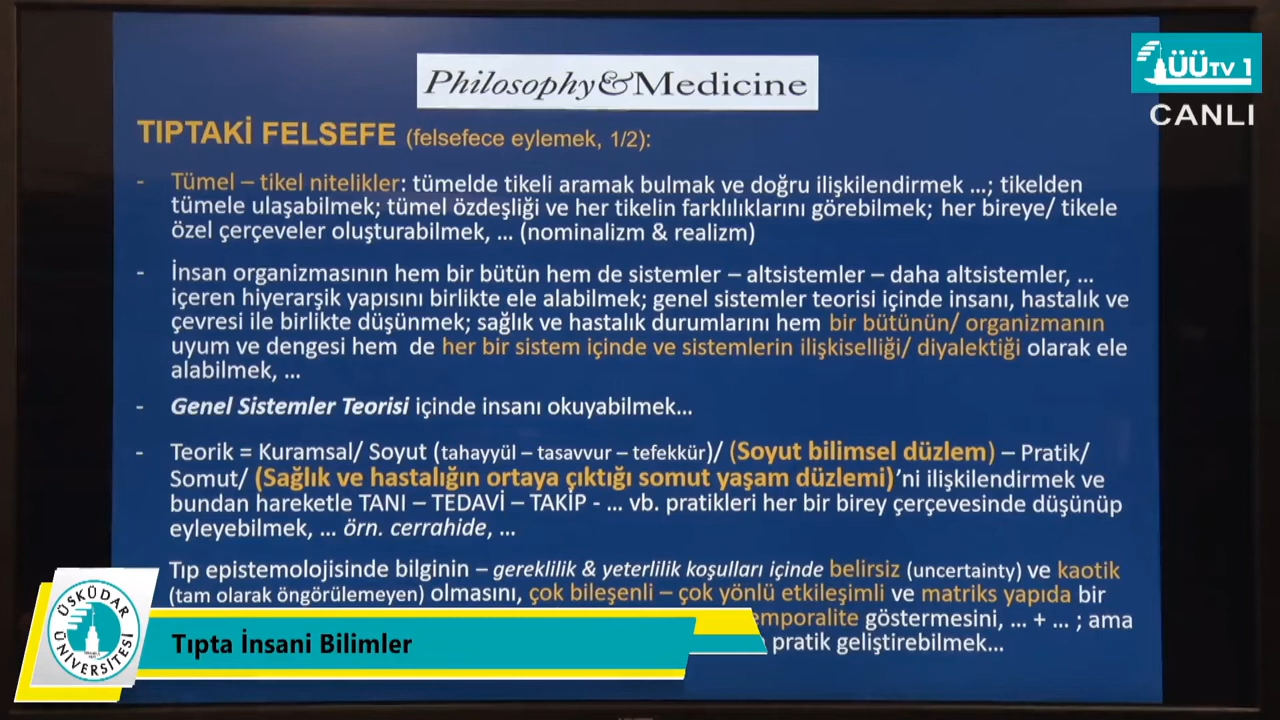 Philosophy&Medicine
ÜÜTV 1
CANLI
TIPTAKİ FELSEFE (felsefece eylemek, 1/2):
- Tümel – tikel nitelikler: tümelde tikeli aramak bulmak ve doğru ilişkilendirmek ...; tikelden
tümele ulaşabilmek; tümel özdeşliği ve her tikelin farklılıklarını görebilmek; her bireye/ tikele
özel çerçeveler oluşturabilmek, ... (nominalizm & realizm)
- İnsan organizmasının hem bir bütün hem de sistemler – altsistemler – daha altsistemler, ...
içeren hiyerarşik yapısını birlikte ele alabilmek; genel sistemler teorisi içinde insanı, hastalık ve
çevresi ile birlikte düşünmek; sağlık ve hastalık durumlarını hem bir bütünün/ organizmanın
uyum ve dengesi hem de her bir sistem içinde ve sistemlerin ilişkiselliği/ diyalektiği olarak ele
alabilmek, ...
- Genel Sistemler Teorisi içinde insanı okuyabilmek...
- Teorik = Kuramsal/ Soyut (tahayyül – tasavvur – tefekkür)/ (Soyut bilimsel düzlem) – Pratik/
Somut/ (Sağlık ve hastalığın ortaya çıktığı somut yaşam düzlemi)'ni ilişkilendirmek ve
bundan hareketle TANI – TEDAVİ – TAKİP - ... vb. pratikleri her bir birey çerçevesinde düşünüp
eyleyebilmek, ... örn. cerrahide, ...
Tıp epistemolojisinde bilginin – gereklilik & yeterlilik koşulları içinde belirsiz (uncertainty) ve kaotik
(tam olarak öngörülemeyen) olmasını, çok bileşenli – çok yönlü etkileşimli ve matriks yapıda bir
emporalite göstermesini, ... + ... ; ama
pratik geliştirebilmek...
ÜSKÜDAR ÜNİVERSİTESİ
Tıpta İnsani Bilimler